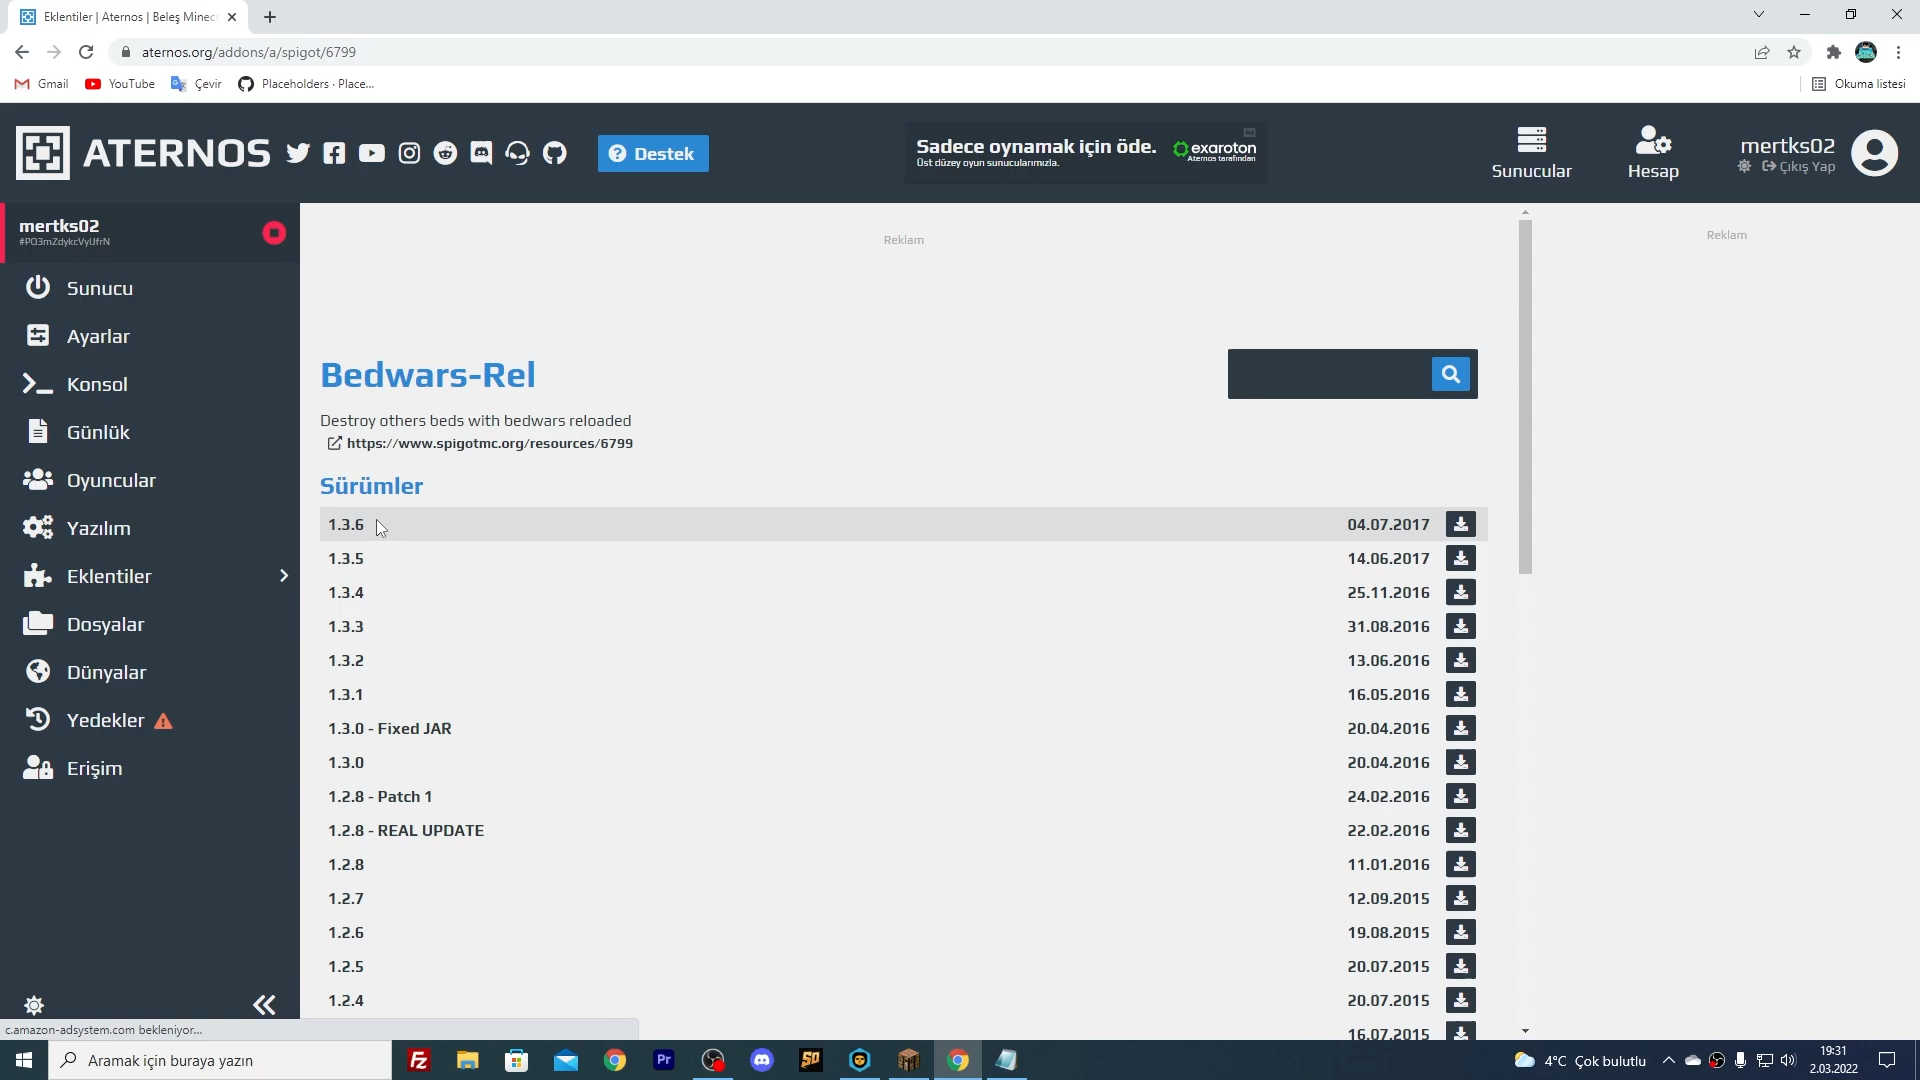 Eklentiler | Aternos | Beleş Minec
aternos.org/addons/a/spigot/6799
Gmail
YouTube
Çevir
Placeholders · Place...
Okuma listesi
ATERNOS
Destek
Sadece oynamak için öde.
Üst düzey oyun sunucularımızla.
exaroton
Aternos tarafından
Ad
Sunucular
Hesap
mertks02
Çıkış Yap
mertks02
Sunucu
Ayarlar
Konsol
Günlük
Oyuncular
Yazılım
Eklentiler
Dosyalar
Dünyalar
Yedekler
Erişim
Reklam
Reklam
Bedwars-Rel
Destroy others beds with bedwars reloaded
https://www.spigotmc.org/resources/6799
Sürümler
1.3.6 04.07.2017
1.3.5 14.06.2017
1.3.4 25.11.2016
1.3.3 31.08.2016
1.3.2 13.06.2016
1.3.1 16.05.2016
1.3.0 - Fixed JAR 20.04.2016
1.3.0 20.04.2016
1.2.8 - Patch 1 24.02.2016
1.2.8 - REAL UPDATE 22.02.2016
1.2.8 11.01.2016
1.2.7 12.09.2015
1.2.6 19.08.2015
1.2.5 20.07.2015
1.2.4 20.07.2015
16.07.2015
c.amazon-adsystem.com bekleniyor...
Aramak için buraya yazın
Fz
Pr
4°C Çok bulutlu
19:31
2.03.2022